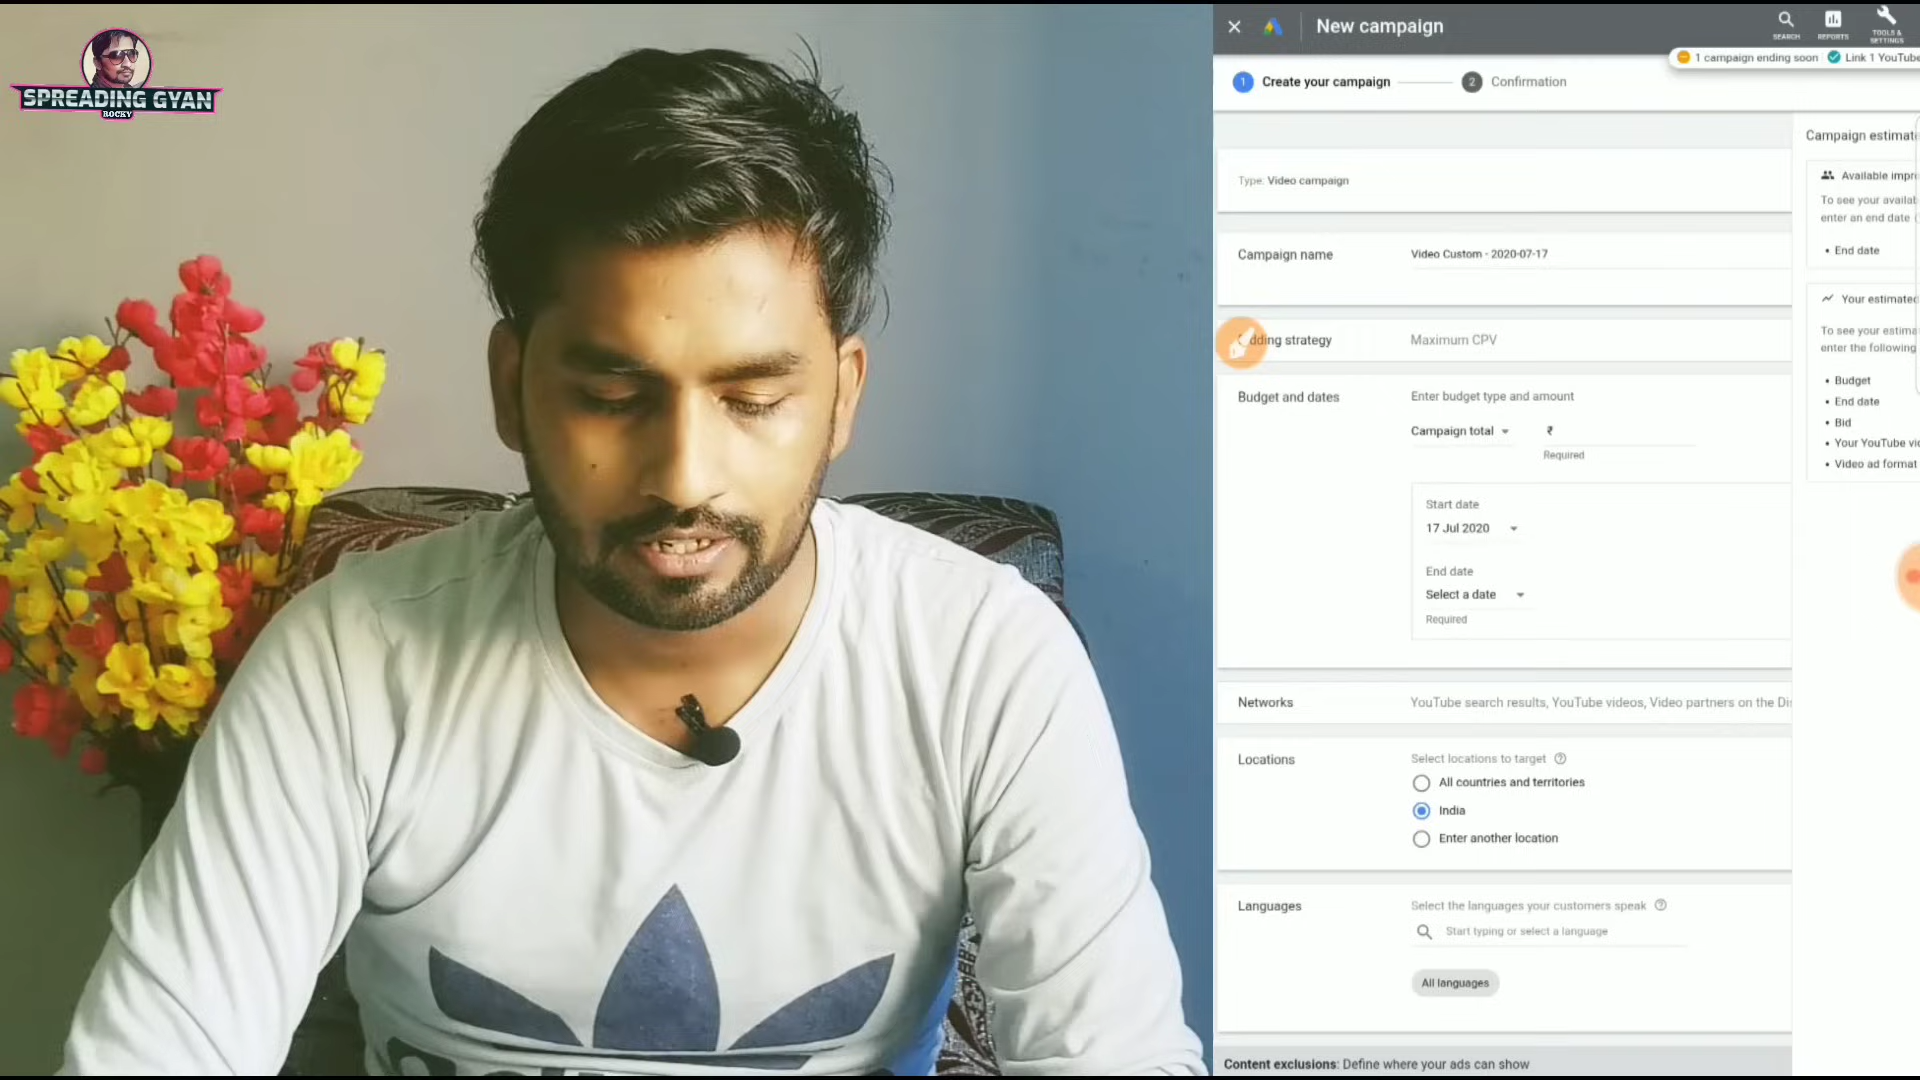 SPREADING GYAN
ROCKY
New campaign
SEARCH
REPORTS
TOOLS &
SETTINGS
1 campaign ending soon
Link 1 YouTube
1 Create your campaign
2 Confirmation
Type: Video campaign
Campaign name
Video Custom - 2020-07-17
dding strategy
Maximum CPV
Budget and dates
Enter budget type and amount
Campaign total
₹
Required
Start date
17 Jul 2020
End date
Select a date
Required
Networks
YouTube search results, YouTube videos, Video partners on the Di
Locations
Select locations to target
All countries and territories
India
Enter another location
Languages
Select the languages your customers speak
Start typing or select a language
All languages
Content exclusions: Define where your ads can show
Campaign estimat
Available impr
To see your availab
enter an end date
• End date
Your estimated
To see your estima
enter the following
• Budget
• End date
• Bid
• Your YouTube vi
• Video ad format